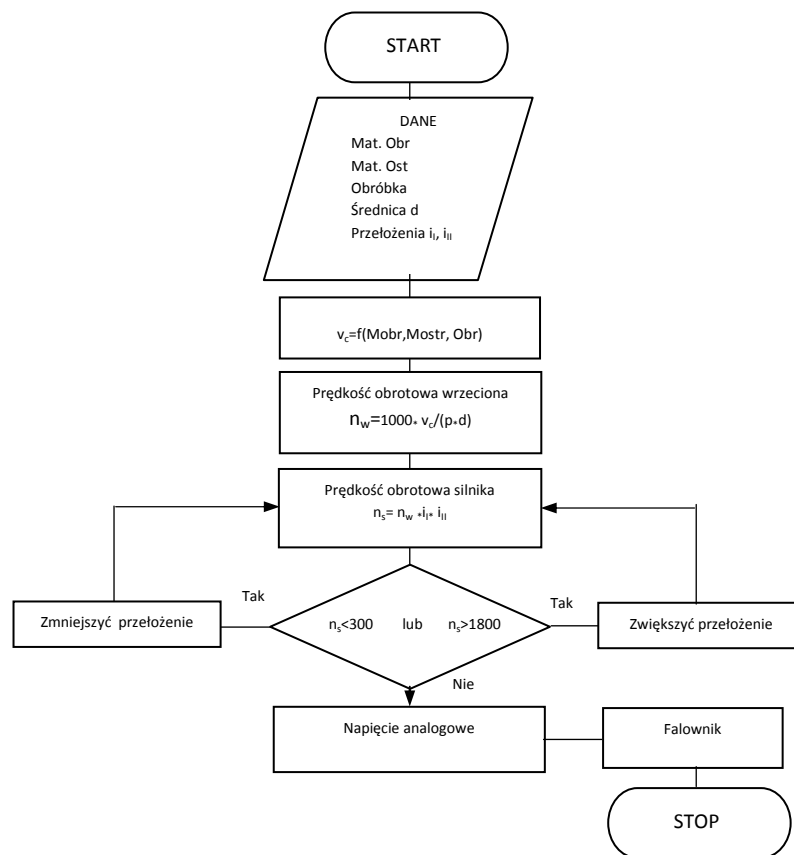 START
DANE
Mat. Obr
Mat. Ost
Obróbka
Średnica d
Przełożenia iI, iII
vc=f(Mobr,Mostr, Obr)
Prędkość obrotowa wrzeciona
nw=1000* vc/(p*d)
Prędkość obrotowa silnika
ns= nw *iI* iII
Tak
Tak
Zmniejszyć przełożenie
ns<300 lub ns>1800
Zwiększyć przełożenie
Nie
Napięcie analogowe
Falownik
STOP